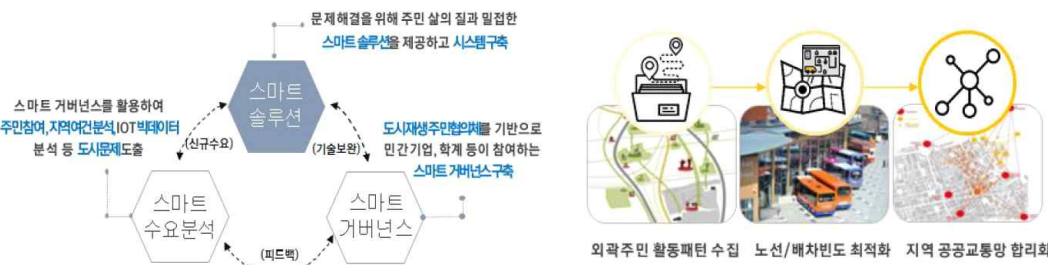 문제해결을 위해 주민 삶의 질과 밀접한
스마트 솔루션을 제공하고 시스템구축
스마트
솔루션
스마트 거버넌스를 활용하여
주민참여,지역여건분석,IOT빅데이터
분석 등 도시문제도출
(신규수요)
(기술보완)
도시재생주민협의체를 기반으로
민간기업, 학계 등이 참여하는
스마트 거버넌스구축
스마트
수요분석
스마트
거버넌스
(피드백)
외곽주민 활동패턴 수집
노선/배차빈도 최적화
지역 공공교통망 합리화